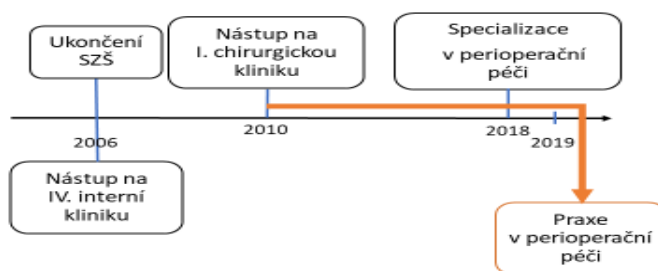 Ukončení
SZŠ
Nástup na
I. chirurgickou
kliniku
Specializace
v perioperační
péči
2006
2010
2018
2019
Nástup na
IV. interní
kliniku
Praxe
v perioperační
péči